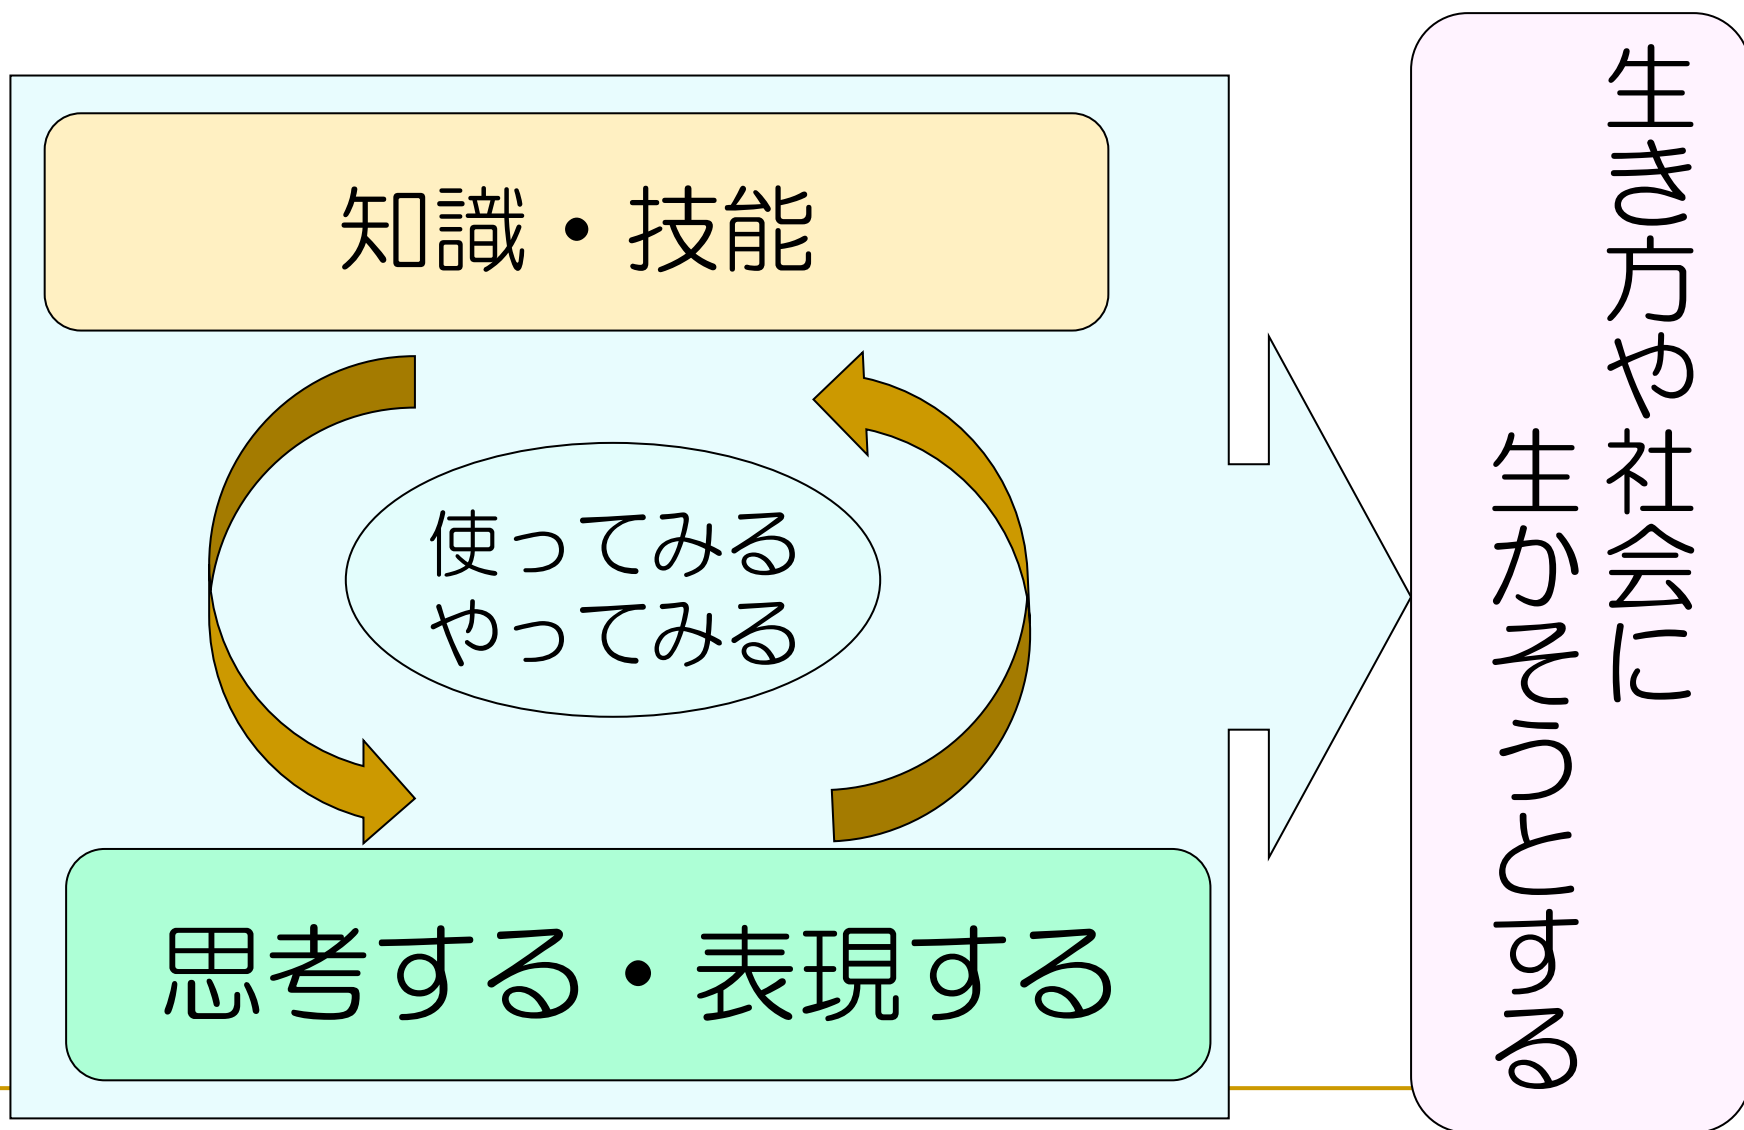 知識・技能
使ってみる
やってみる
思考する・表現する
生き方や社会に
生かそうとする